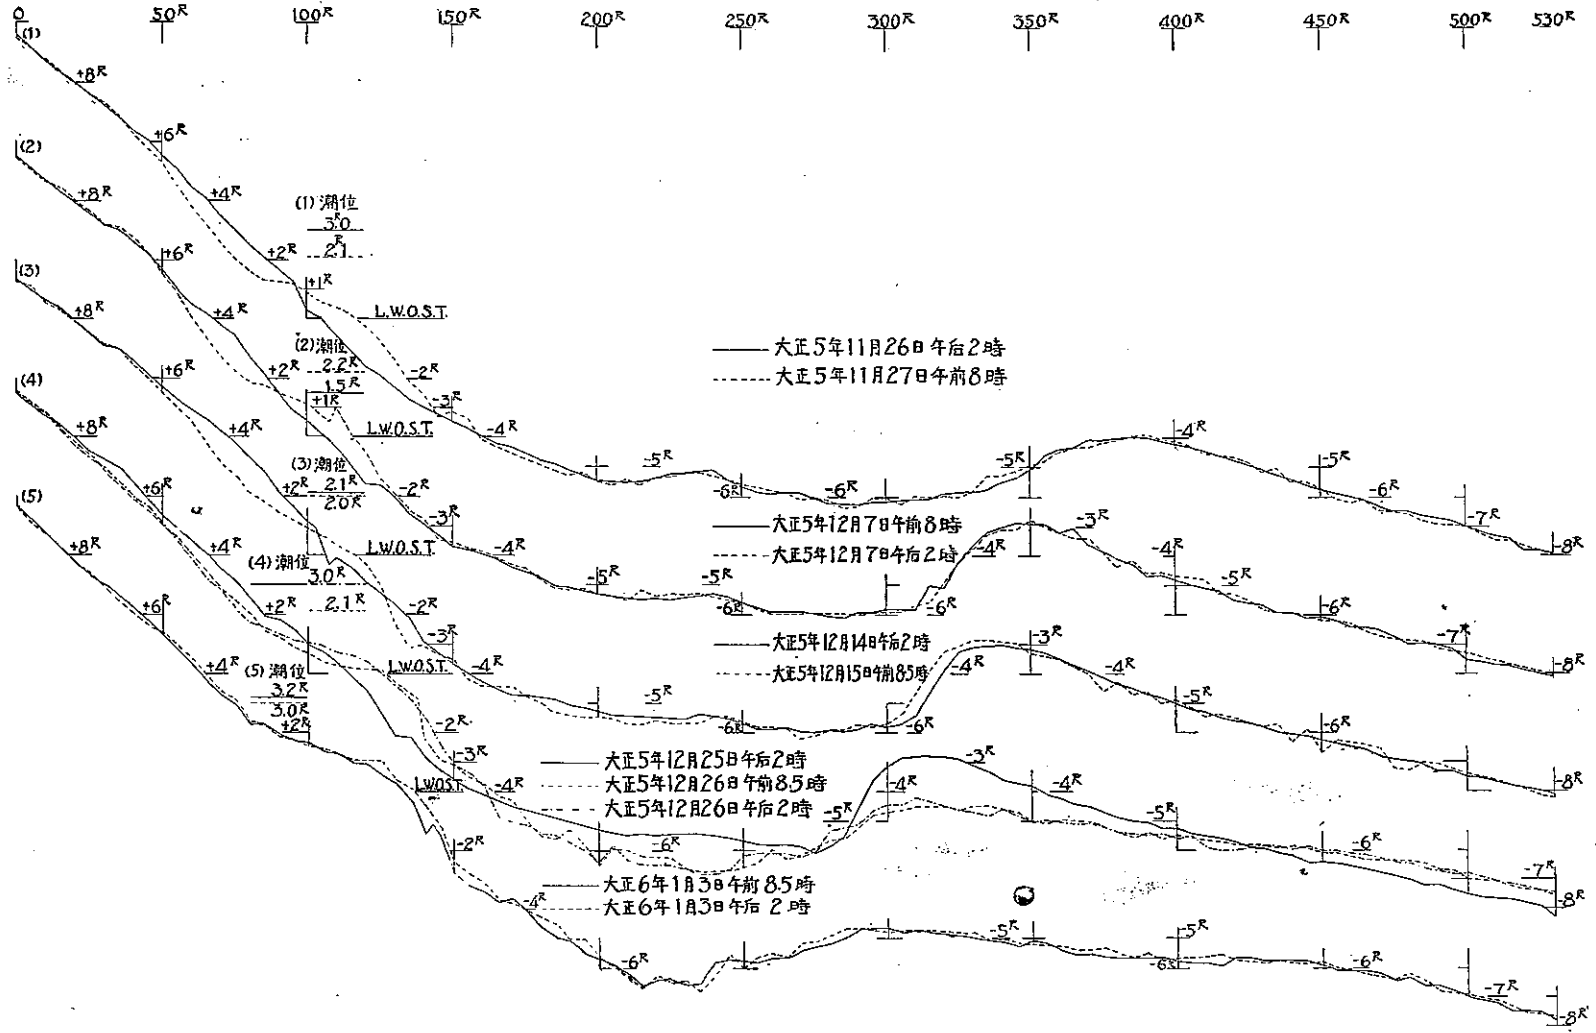 0 50ᴿ 100ᴿ 150ᴿ 200ᴿ 250ᴿ 300ᴿ 350ᴿ 400ᴿ 450ᴿ 500ᴿ 530ᴿ
(1)
+8ᴿ
+6ᴿ
+4ᴿ
+2ᴿ
+1ᴿ
(1)潮位
3.0ᴿ
2.1ᴿ
L.W.O.S.T.
-2ᴿ
-3ᴿ
-4ᴿ
-5ᴿ
-6ᴿ
-6ᴿ
-5ᴿ
-4ᴿ
-5ᴿ
-6ᴿ
-7ᴿ
-8ᴿ
大正5年11月26日午后2時
大正5年11月27日午前8時
(2)
+8ᴿ
+6ᴿ
+4ᴿ
+2ᴿ
+1ᴿ
(2)潮位
2.2ᴿ
1.5ᴿ
L.W.O.S.T.
-2ᴿ
-3ᴿ
-4ᴿ
-5ᴿ
-5ᴿ
-6ᴿ
-6ᴿ
-4ᴿ
-3ᴿ
-4ᴿ
-5ᴿ
-6ᴿ
-7ᴿ
-8ᴿ
大正5年12月7日午前8時
大正5年12月7日午后2時
(3)
+8ᴿ
+6ᴿ
+4ᴿ
+2ᴿ
(3)潮位
2.1ᴿ
2.0ᴿ
L.W.O.S.T.
-2ᴿ
-3ᴿ
-4ᴿ
-5ᴿ
-6ᴿ
-6ᴿ
-4ᴿ
-3ᴿ
-4ᴿ
-5ᴿ
-6ᴿ
-8ᴿ
大正5年12月14日午后2時
大正5年12月15日午前8.5時
(4)
+8ᴿ
+6ᴿ
+4ᴿ
+2ᴿ
(4)潮位
3.0ᴿ
2.1ᴿ
L.W.O.S.T.
-2ᴿ
-3ᴿ
-4ᴿ
-6ᴿ
-5ᴿ
-4ᴿ
-3ᴿ
-4ᴿ
-5ᴿ
-6ᴿ
-7ᴿ
-8ᴿ
大正5年12月25日午后2時
大正5年12月26日午前8.5時
大正5年12月26日午后2時
(5)
+8ᴿ
+6ᴿ
+4ᴿ
+2ᴿ
(5)潮位
3.2ᴿ
3.0ᴿ
L.W.O.S.T.
-2ᴿ
-4ᴿ
-6ᴿ
-5ᴿ
-5ᴿ
-6ᴿ
-6ᴿ
-7ᴿ
-8ᴿ
大正6年1月3日午前8.5時
大正6年1月3日午后2時